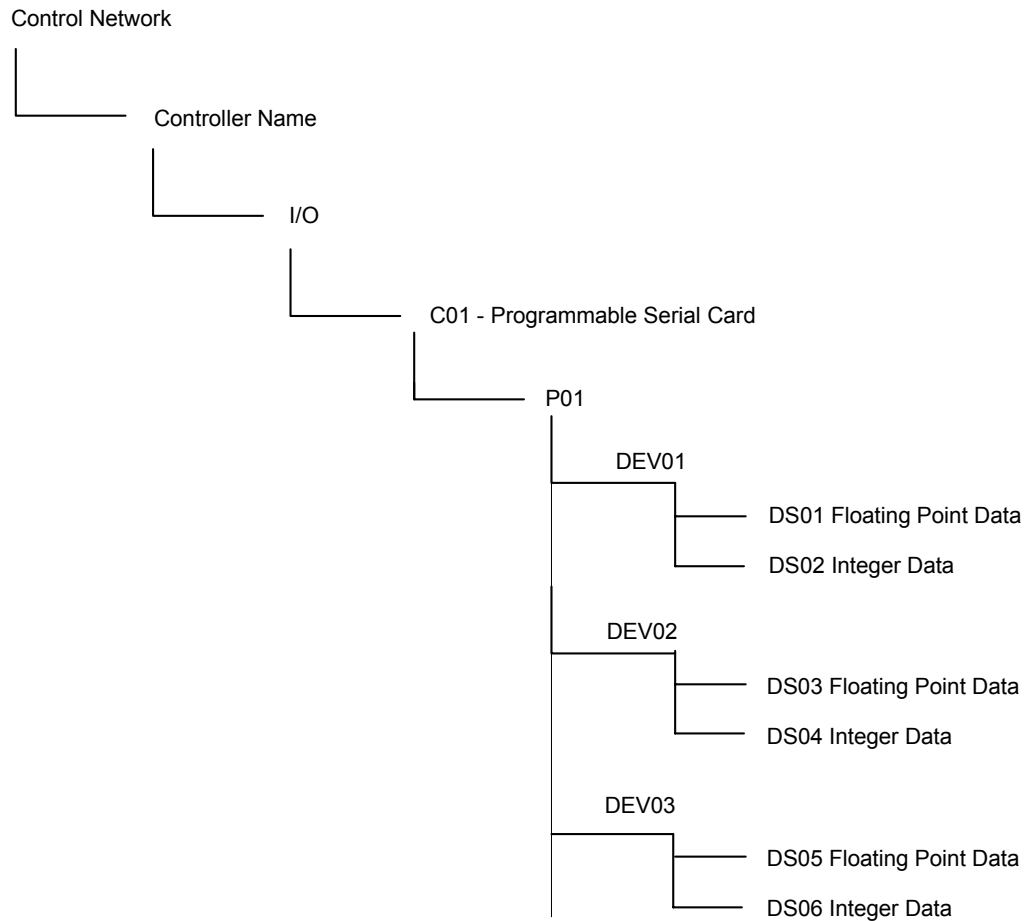 Control Network
Controller Name
I/O
C01 - Programmable Serial Card
P01
DEV01
DS01 Floating Point Data
DS02 Integer Data
DEV02
DS03 Floating Point Data
DS04 Integer Data
DEV03
DS05 Floating Point Data
DS06 Integer Data